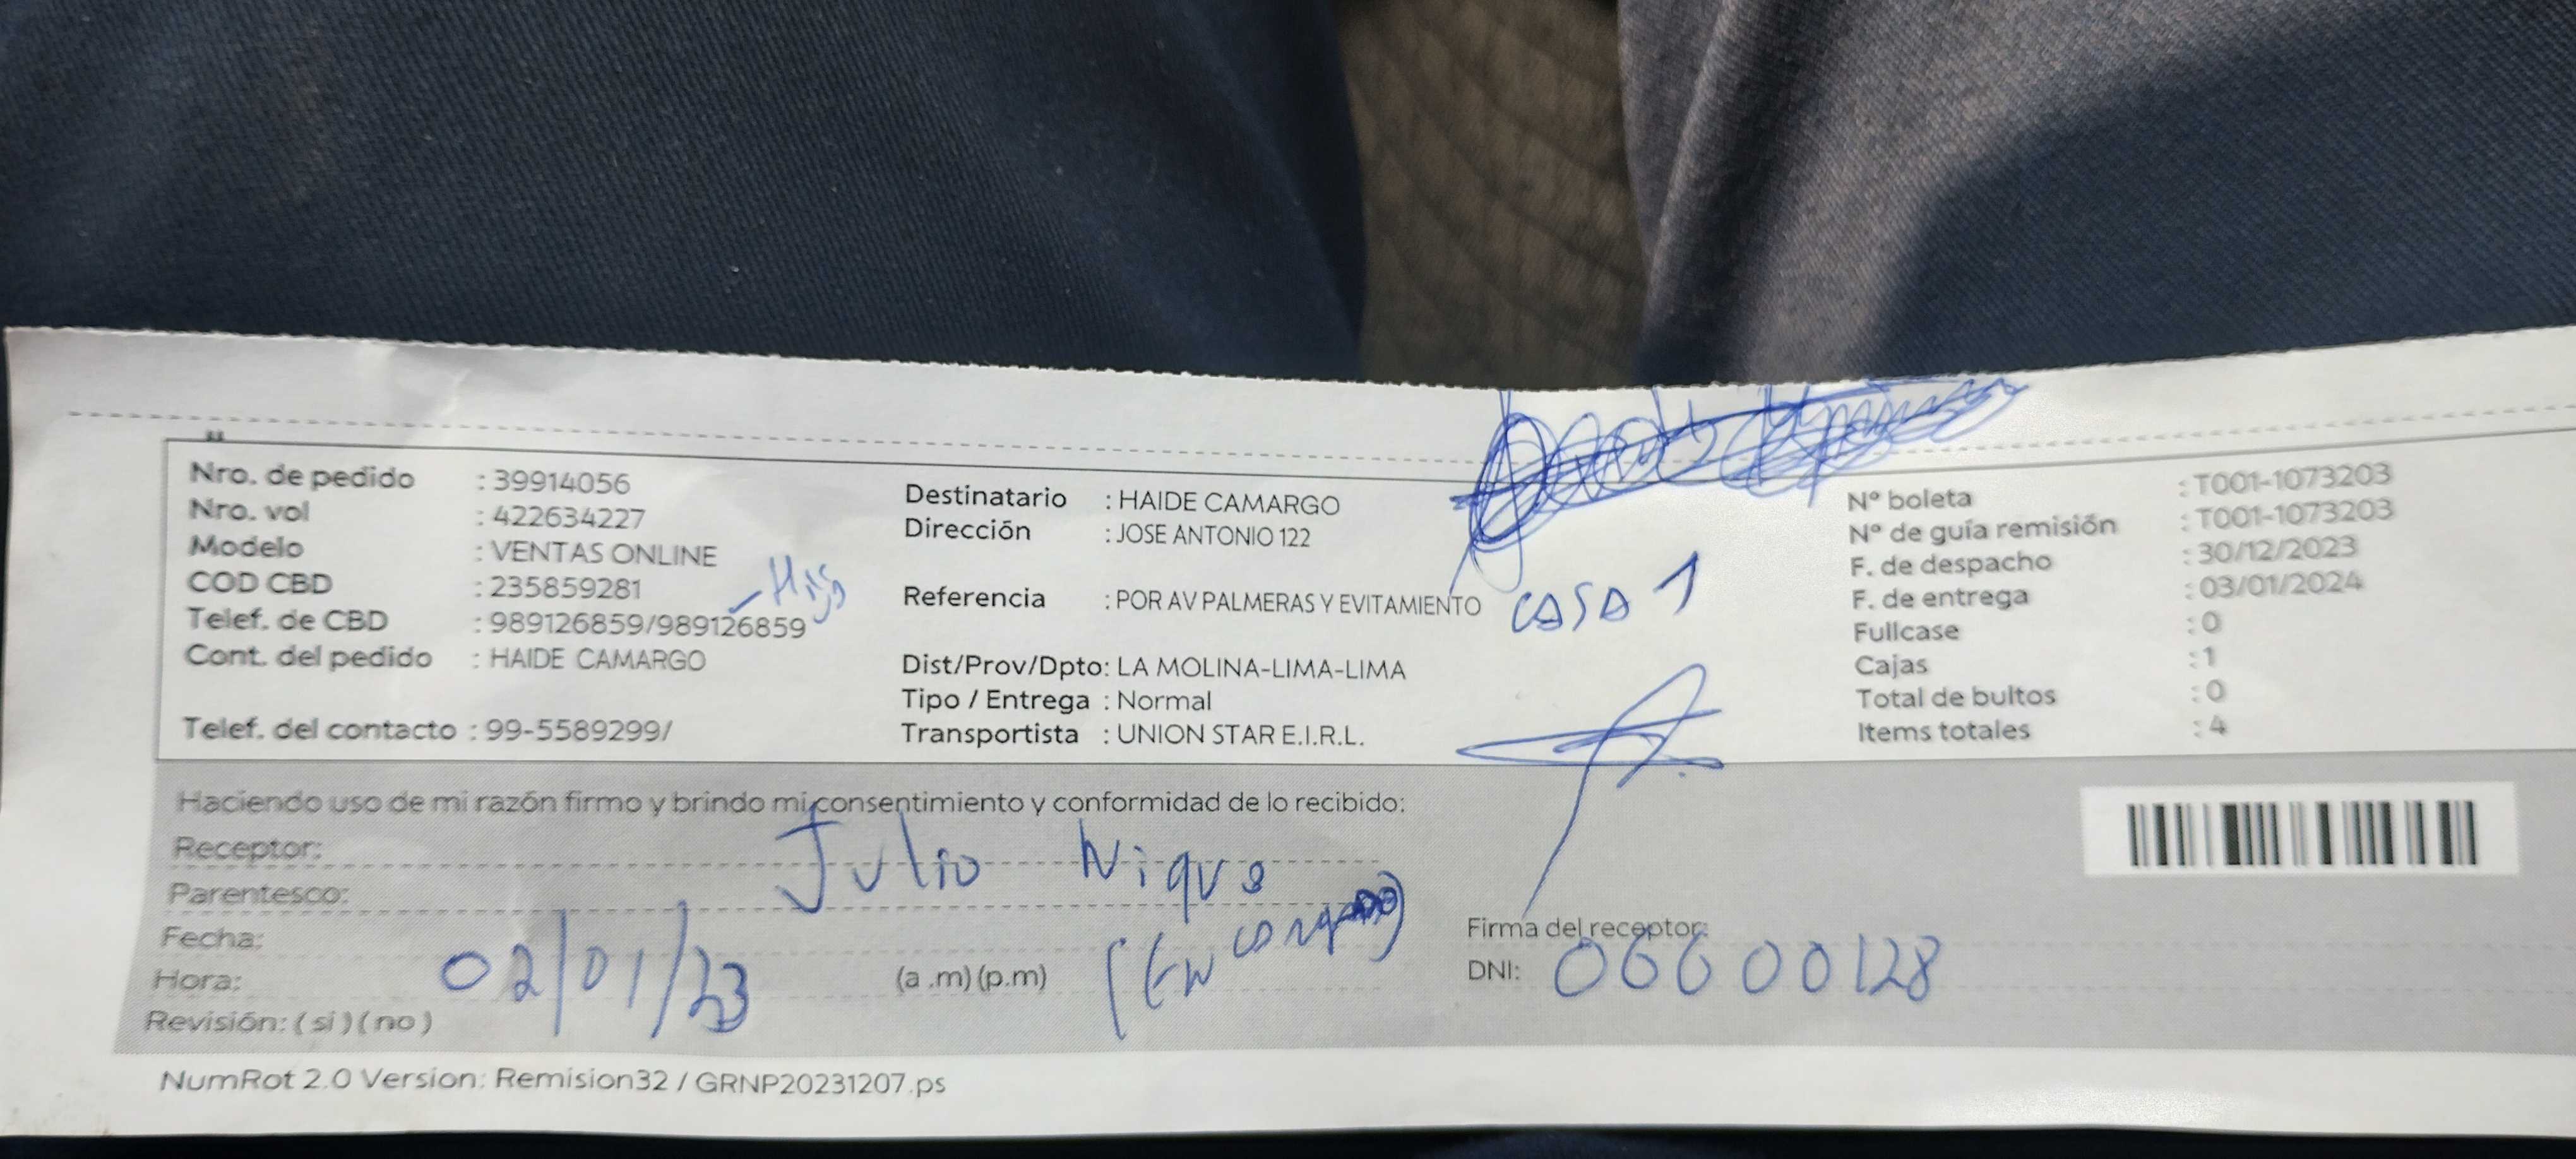 Nro. de pedido : 39914056
Nro. vol : 422634227
Modelo : VENTAS ONLINE
COD CBD : 235859281
Hijo
Telef. de CBD : 989126859/989126859
Cont. del pedido : HAIDE CAMARGO
Telef. del contacto : 99-5589299/
Destinatario : HAIDE CAMARGO
Dirección : JOSE ANTONIO 122
Referencia : POR AV PALMERAS Y EVITAMIENTO CASA 1
Dist/Prov/Dpto: LA MOLINA-LIMA-LIMA
Tipo / Entrega : Normal
Transportista : UNION STAR E.I.R.L.
Nº boleta : T001-1073203
Nº de guía remisión : T001-1073203
F. de despacho : 30/12/2023
F. de entrega : 03/01/2024
Fullcase : 0
Cajas : 1
Total de bultos : 0
Items totales : 4
Haciendo uso de mi razón firmo y brindo mi consentimiento y conformidad de lo recibido:
Receptor: Julio Nique
Parentesco: (Encargado)
Fecha: 02/01/23
Hora: (a .m) (p.m)
Revisión: ( si ) ( no )
Firma del receptor:
DNI: 06600128
NumRot 2.0 Version: Remision32 / GRNP20231207.ps